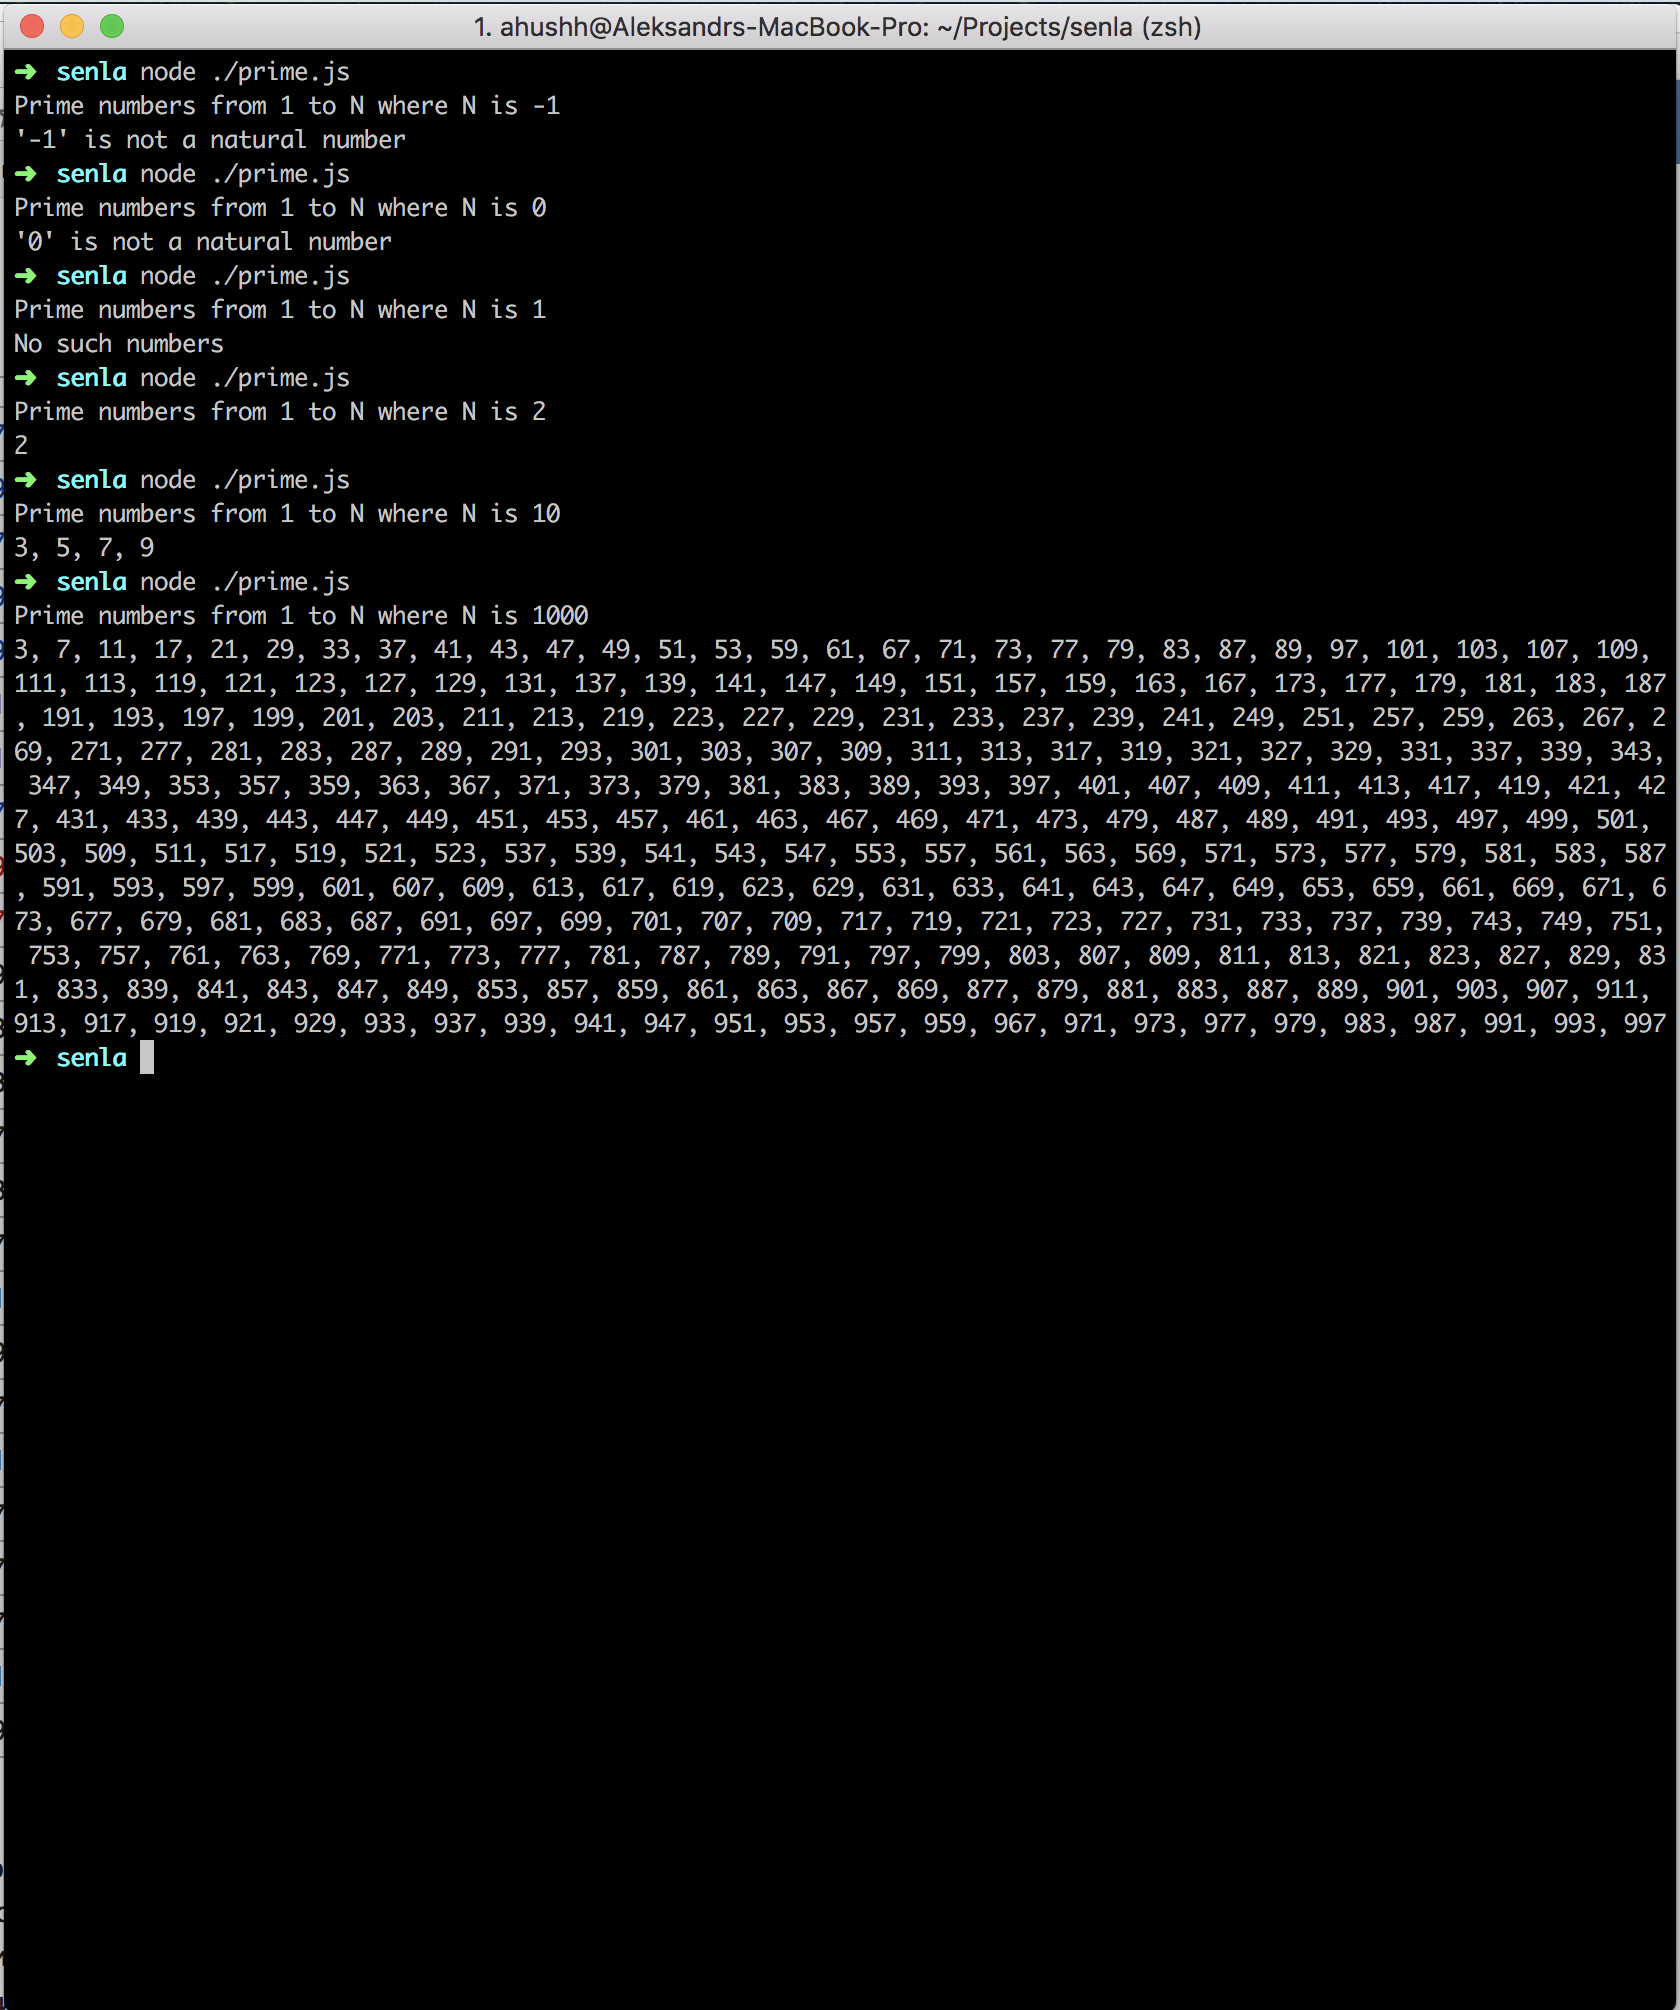 1. ahushh@Aleksandrs-MacBook-Pro: ~/Projects/senla (zsh)
➜ senla node ./prime.js
Prime numbers from 1 to N where N is -1
'-1' is not a natural number
➜ senla node ./prime.js
Prime numbers from 1 to N where N is 0
'0' is not a natural number
➜ senla node ./prime.js
Prime numbers from 1 to N where N is 1
No such numbers
➜ senla node ./prime.js
Prime numbers from 1 to N where N is 2
2
➜ senla node ./prime.js
Prime numbers from 1 to N where N is 10
3, 5, 7, 9
➜ senla node ./prime.js
Prime numbers from 1 to N where N is 1000
3, 7, 11, 17, 21, 29, 33, 37, 41, 43, 47, 49, 51, 53, 59, 61, 67, 71, 73, 77, 79, 83, 87, 89, 97, 101, 103, 107, 109,
111, 113, 119, 121, 123, 127, 129, 131, 137, 139, 141, 147, 149, 151, 157, 159, 163, 167, 173, 177, 179, 181, 183, 187
, 191, 193, 197, 199, 201, 203, 211, 213, 219, 223, 227, 229, 231, 233, 237, 239, 241, 249, 251, 257, 259, 263, 267, 2
69, 271, 277, 281, 283, 287, 289, 291, 293, 301, 303, 307, 309, 311, 313, 317, 319, 321, 327, 329, 331, 337, 339, 343,
347, 349, 353, 357, 359, 363, 367, 371, 373, 379, 381, 383, 389, 393, 397, 401, 407, 409, 411, 413, 417, 419, 421, 42
7, 431, 433, 439, 443, 447, 449, 451, 453, 457, 461, 463, 467, 469, 471, 473, 479, 487, 489, 491, 493, 497, 499, 501,
503, 509, 511, 517, 519, 521, 523, 537, 539, 541, 543, 547, 553, 557, 561, 563, 569, 571, 573, 577, 579, 581, 583, 587
, 591, 593, 597, 599, 601, 607, 609, 613, 617, 619, 623, 629, 631, 633, 641, 643, 647, 649, 653, 659, 661, 669, 671, 6
73, 677, 679, 681, 683, 687, 691, 697, 699, 701, 707, 709, 717, 719, 721, 723, 727, 731, 733, 737, 739, 743, 749, 751,
753, 757, 761, 763, 769, 771, 773, 777, 781, 787, 789, 791, 797, 799, 803, 807, 809, 811, 813, 821, 823, 827, 829, 83
1, 833, 839, 841, 843, 847, 849, 853, 857, 859, 861, 863, 867, 869, 877, 879, 881, 883, 887, 889, 901, 903, 907, 911,
913, 917, 919, 921, 929, 933, 937, 939, 941, 947, 951, 953, 957, 959, 967, 971, 973, 977, 979, 983, 987, 991, 993, 997
➜ senla